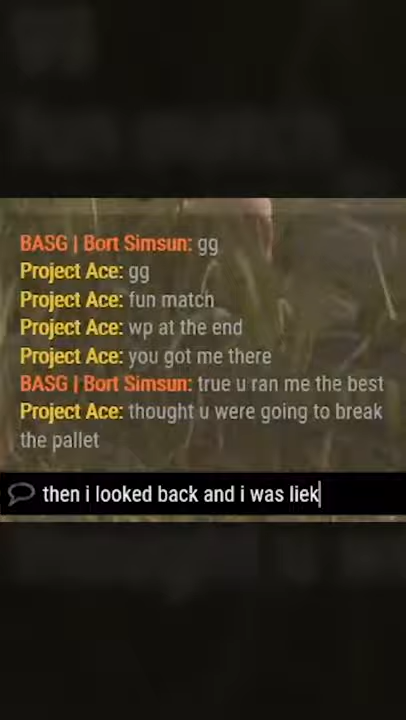 BASG | Bort Simsun: gg
Project Ace: gg
Project Ace: fun match
Project Ace: wp at the end
Project Ace: you got me there
BASG | Bort Simsun: true u ran me the best
Project Ace: thought u were going to break
the pallet
then i looked back and i was liek